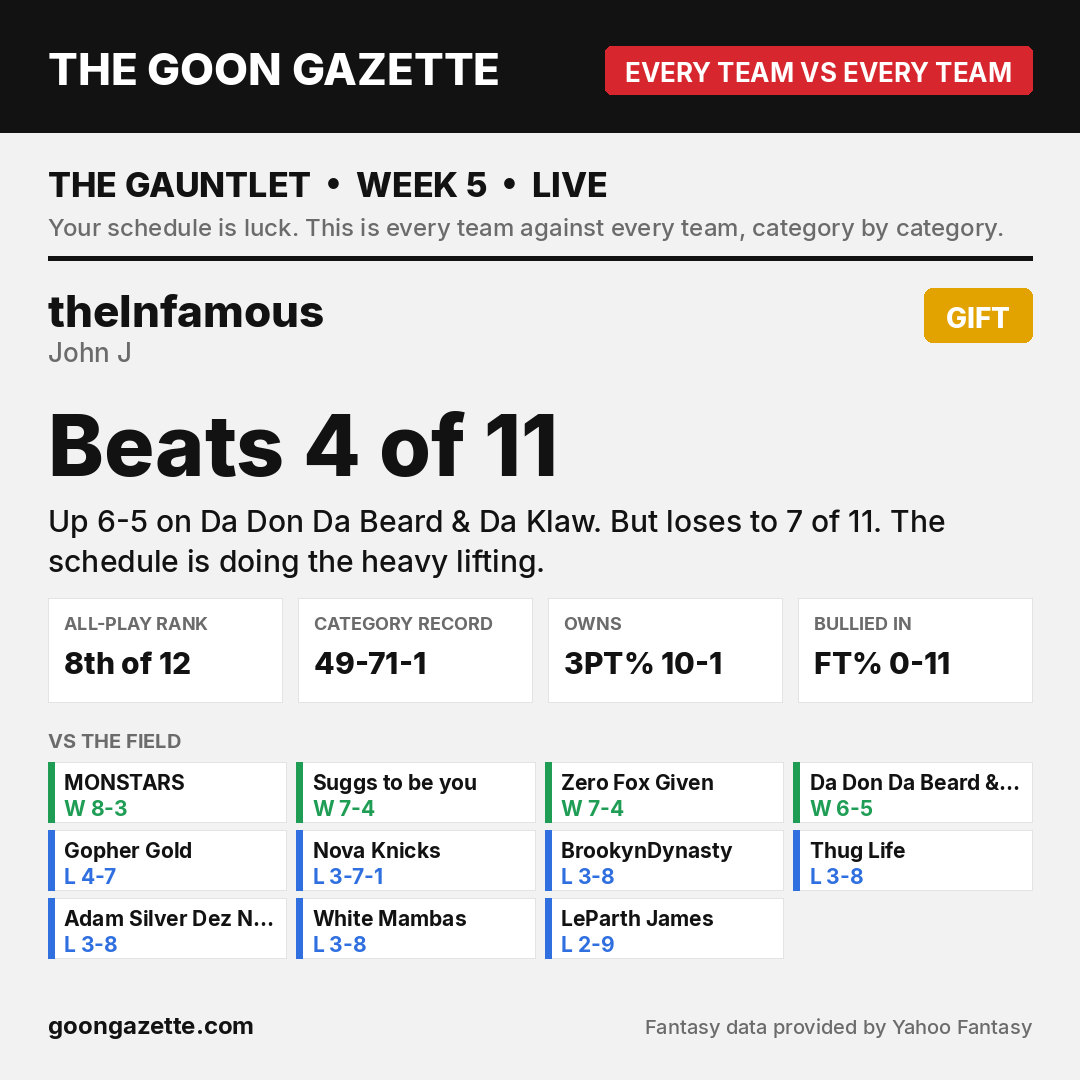 THE GOON GAZETTE
EVERY TEAM VS EVERY TEAM
THE GAUNTLET • WEEK 5 • LIVE
Your schedule is luck. This is every team against every team, category by category.
theInfamous
GIFT
John J
Beats 4 of 11
Up 6-5 on Da Don Da Beard & Da Klaw. But loses to 7 of 11. The
schedule is doing the heavy lifting.
ALL-PLAY RANK
8th of 12
CATEGORY RECORD
49-71-1
OWNS
3PT% 10-1
BULLIED IN
FT% 0-11
VS THE FIELD
MONSTARS
W 8-3
Suggs to be you
W 7-4
Zero Fox Given
W 7-4
Da Don Da Beard &...
W 6-5
Gopher Gold
L 4-7
Nova Knicks
L 3-7-1
BrookynDynasty
L 3-8
Thug Life
L 3-8
Adam Silver Dez N...
L 3-8
White Mambas
L 3-8
LeParth James
L 2-9
goongazette.com
Fantasy data provided by Yahoo Fantasy